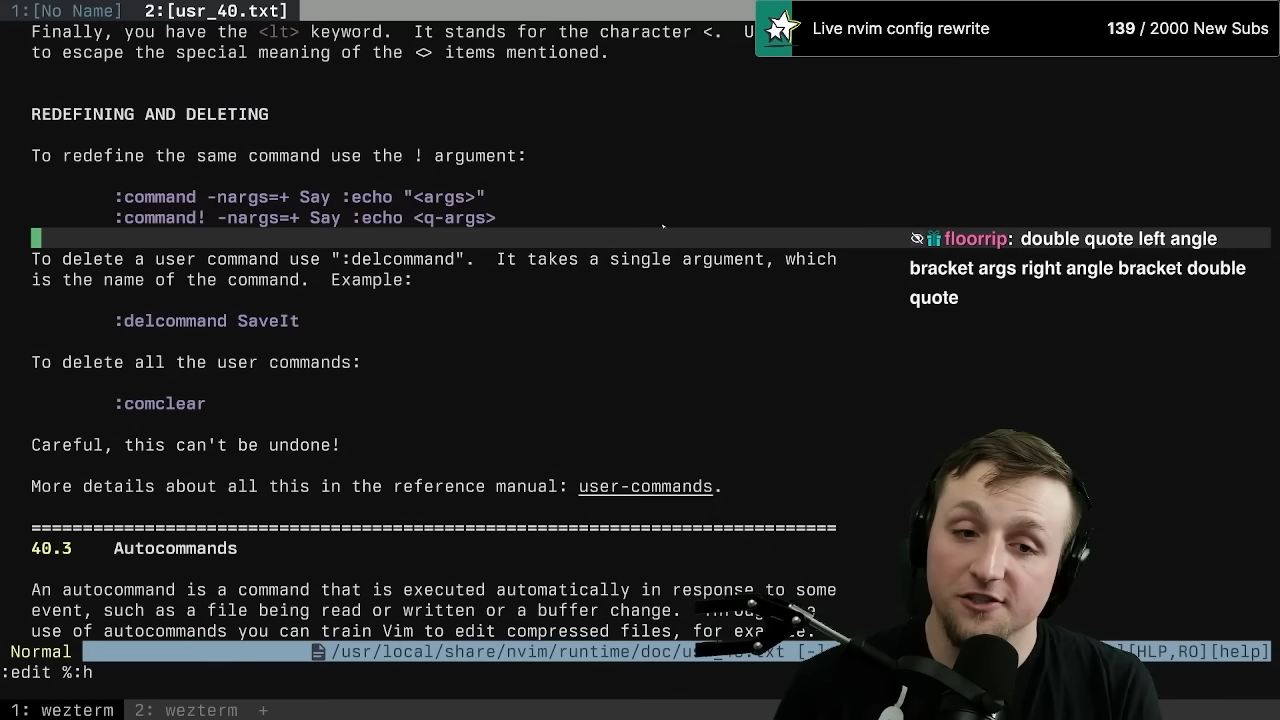 1:[No Name]  2:[usr_40.txt]
Finally, you have the <lt> keyword.  It stands for the character <.  U
to escape the special meaning of the <> items mentioned.
Live nvim config rewrite
139 / 2000 New Subs
REDEFINING AND DELETING
To redefine the same command use the ! argument:
:command -nargs=+ Say :echo "<args>"
:command! -nargs=+ Say :echo <q-args>
floorrip: double quote left angle
bracket args right angle bracket double
quote
To delete a user command use ":delcommand".  It takes a single argument, which
is the name of the command.  Example:
:delcommand SaveIt
To delete all the user commands:
:comclear
Careful, this can't be undone!
More details about all this in the reference manual: user-commands.
================================================================================
40.3    Autocommands
An autocommand is a command that is executed automatically in response to some
event, such as a file being read or written or a buffer change.
use of autocommands you can train Vim to edit compressed files, for example.
Normal /usr/local/share/nvim/runtime/doc/usr_40.txt [-] [HLP,RO][help]
:edit %:h
1: wezterm  2: wezterm  +